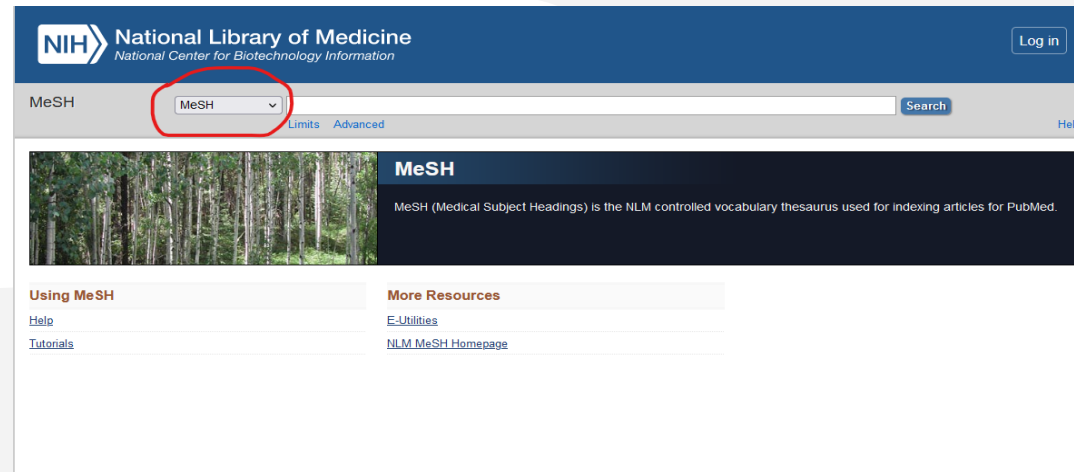 NIH
National Library of Medicine
National Center for Biotechnology Information
Log in
MeSH
MeSH
Search
Limits Advanced
MeSH
MeSH (Medical Subject Headings) is the NLM controlled vocabulary thesaurus used for indexing articles for PubMed.
Using MeSH
More Resources
Help
E-Utilities
Tutorials
NLM MeSH Homepage